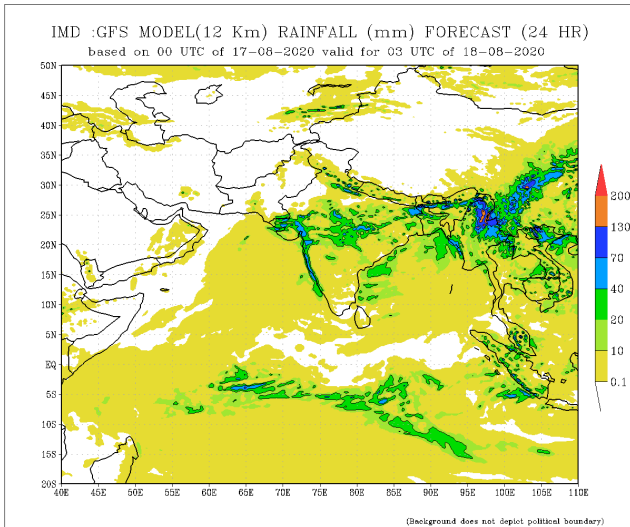 IMD :GFS MODEL(12 Km) RAINFALL (mm) FORECAST (24 HR)
based on 00 UTC of 17-08-2020 valid for 03 UTC of 18-08-2020
50N
45N
40N
35N
30N
25N
20N
15N
10N
5N
EQ
5S
10S
15S
20S
40E 45E 50E 55E 60E 65E 70E 75E 80E 85E 90E 95E 100E 105E 110E
200
130
70
40
20
10
0.1
(Background does not depict political boundary)